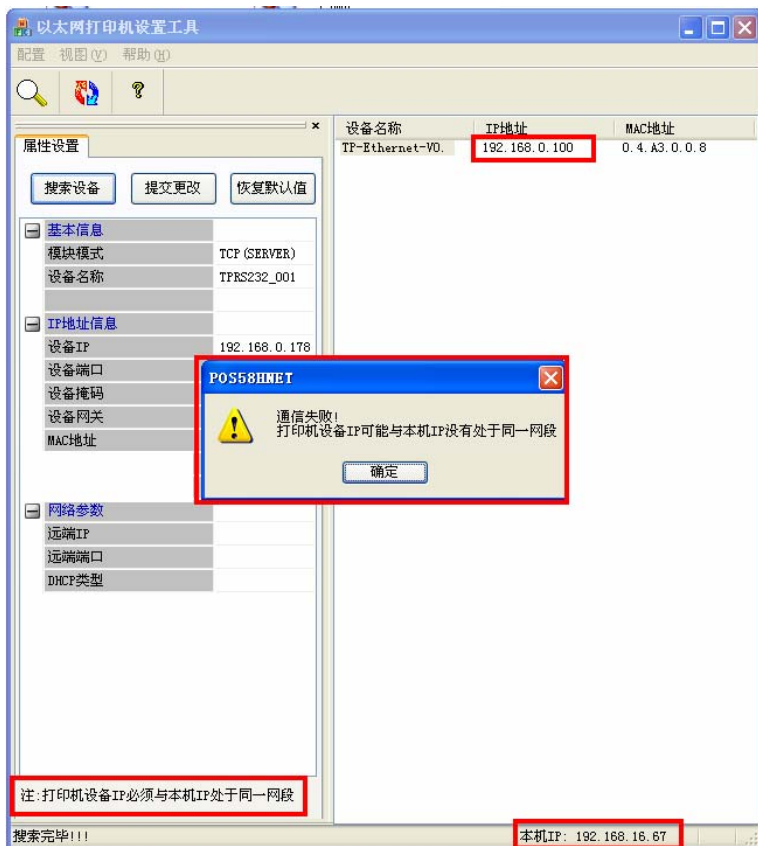 以太网打印机设置工具
配置 视图(V) 帮助(H)
属性设置
搜索设备 提交更改 恢复默认值
基本信息
模块模式 TCP(SERVER)
设备名称 TPRS232_001
IP地址信息
设备IP 192.168.0.178
设备端口
设备掩码
设备网关
MAC地址
网络参数
远端IP
远端端口
DHCP类型
注:打印机设备IP必须与本机IP处于同一网段
设备名称 IP地址 MAC地址
TP-Ethernet-V0. 192.168.0.100 0.4.A3.0.0.8
POS58HNET
通信失败!
打印机设备IP可能与本机IP没有处于同一网段
确定
搜索完毕!!! 本机IP: 192.168.16.67